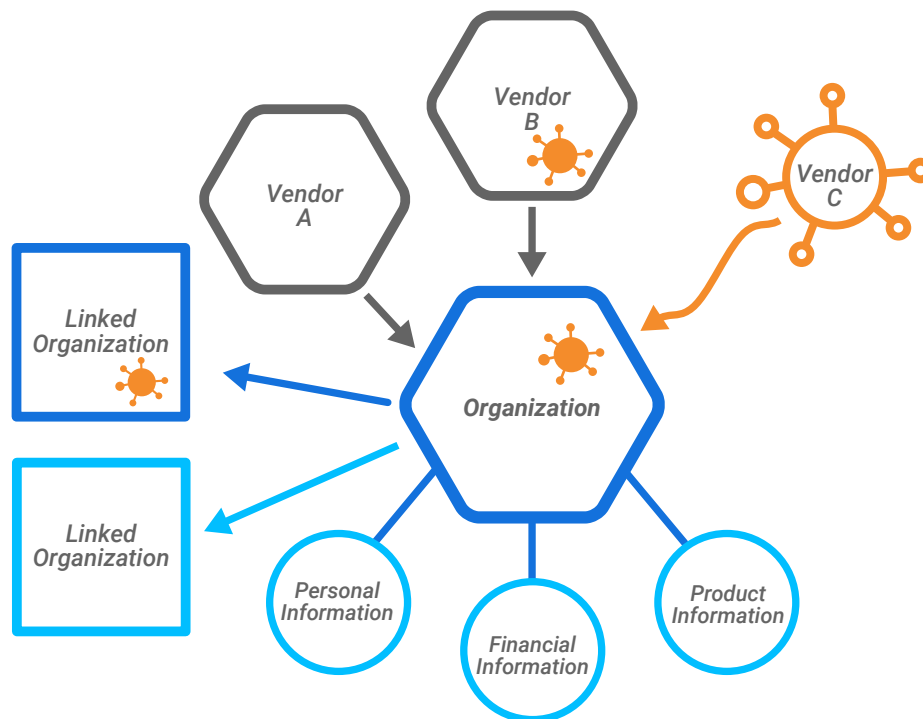 Vendor
B
Vendor
A
Vendor
C
Linked
Organization
Organization
Linked
Organization
Personal
Information
Financial
Information
Product
Information